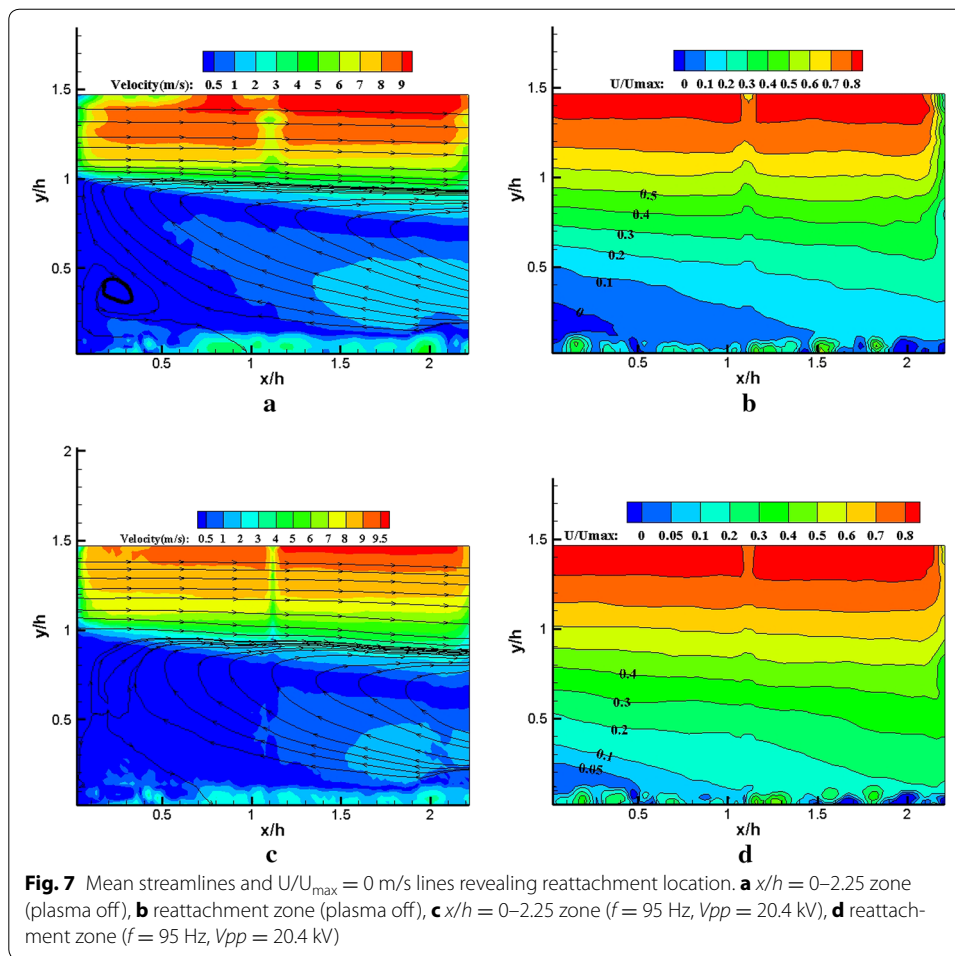 Velocity(m/s): 0.5 1 2 3 4 5 6 7 8 9
1.5
1
0.5
y/h
0.5 1 1.5 2
x/h
a
U/Umax: 0 0.1 0.2 0.3 0.4 0.5 0.6 0.7 0.8
1.5
1
0.5
y/h
0.5
0.4
0.3
0.2
0.1
0
0.5 1 1.5 2
x/h
b
2
1.5
1
0.5
y/h
Velocity(m/s): 0.5 1 2 3 4 5 6 7 8 9 9.5
0.5 1 1.5 2
x/h
c
U/Umax: 0 0.05 0.1 0.2 0.3 0.4 0.5 0.6 0.7 0.8
1.5
1
0.5
y/h
0.4
0.3
0.2
0.1
0.05
0.5 1 1.5 2
x/h
d
Fig. 7 Mean streamlines and U/Umax = 0 m/s lines revealing reattachment location. a x/h = 0–2.25 zone
(plasma off), b reattachment zone (plasma off), c x/h = 0–2.25 zone (f = 95 Hz, Vpp = 20.4 kV), d reattach-
ment zone (f = 95 Hz, Vpp = 20.4 kV)